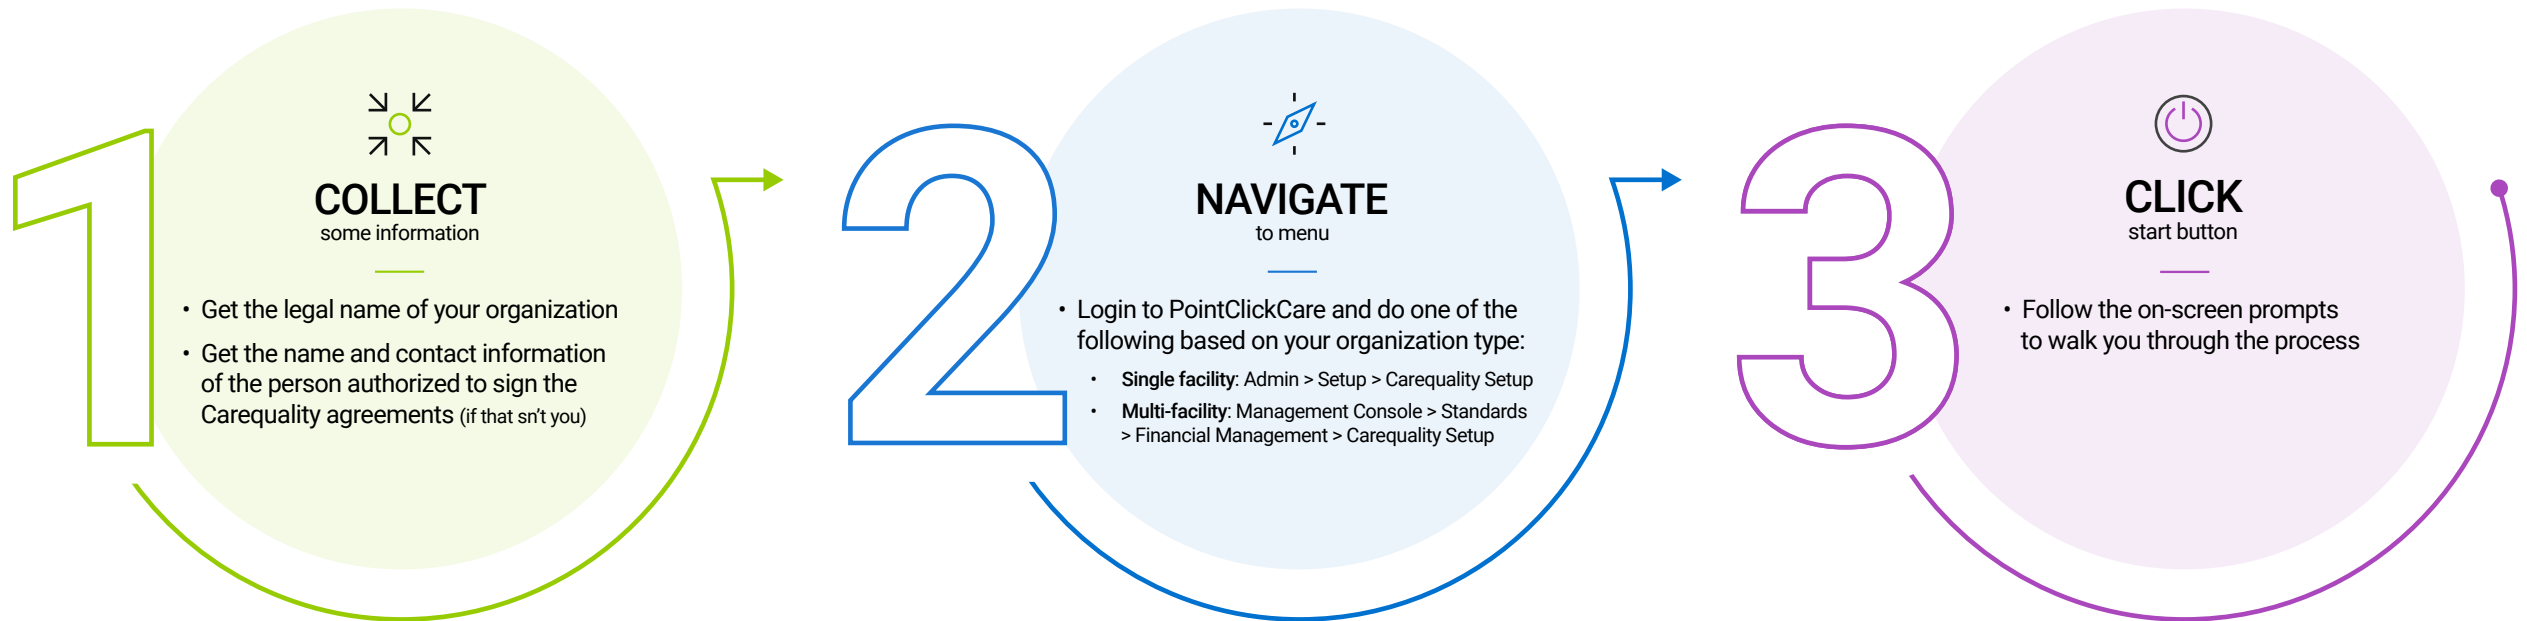 1
COLLECT
some information
• Get the legal name of your organization
• Get the name and contact information
of the person authorized to sign the
Carequality agreements (if that sn't you)
2
NAVIGATE
to menu
• Login to PointClickCare and do one of the
following based on your organization type:
• Single facility: Admin > Setup > Carequality Setup
• Multi-facility: Management Console > Standards
> Financial Management > Carequality Setup
3
CLICK
start button
• Follow the on-screen prompts
to walk you through the process